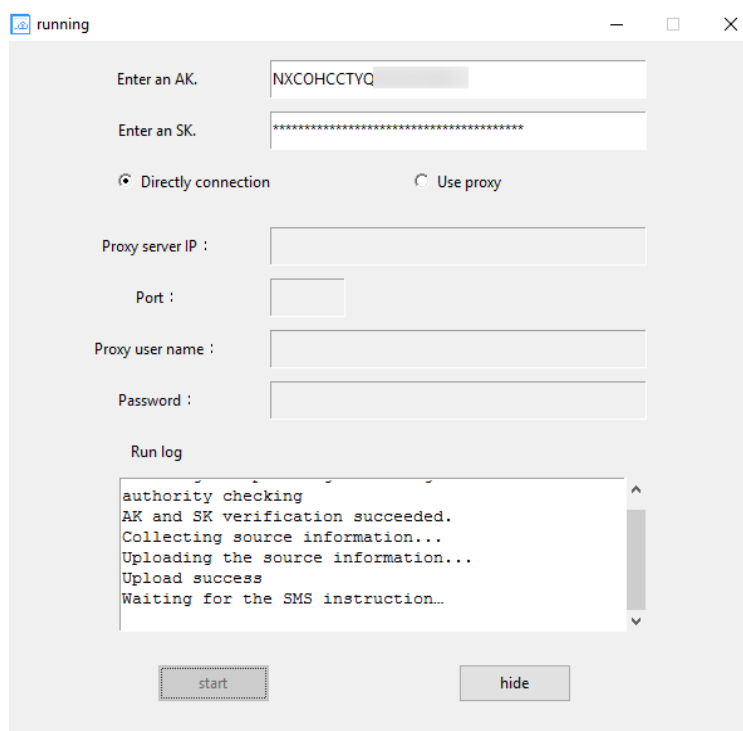 running
Enter an AK.
NXCOHCCTYQ
Enter an SK.
****************************************
Directly connection
Use proxy
Proxy server IP :
Port :
Proxy user name :
Password :
Run log
authority checking
AK and SK verification succeeded.
Collecting source information...
Uploading the source information...
Upload success
Waiting for the SMS instruction…
start
hide